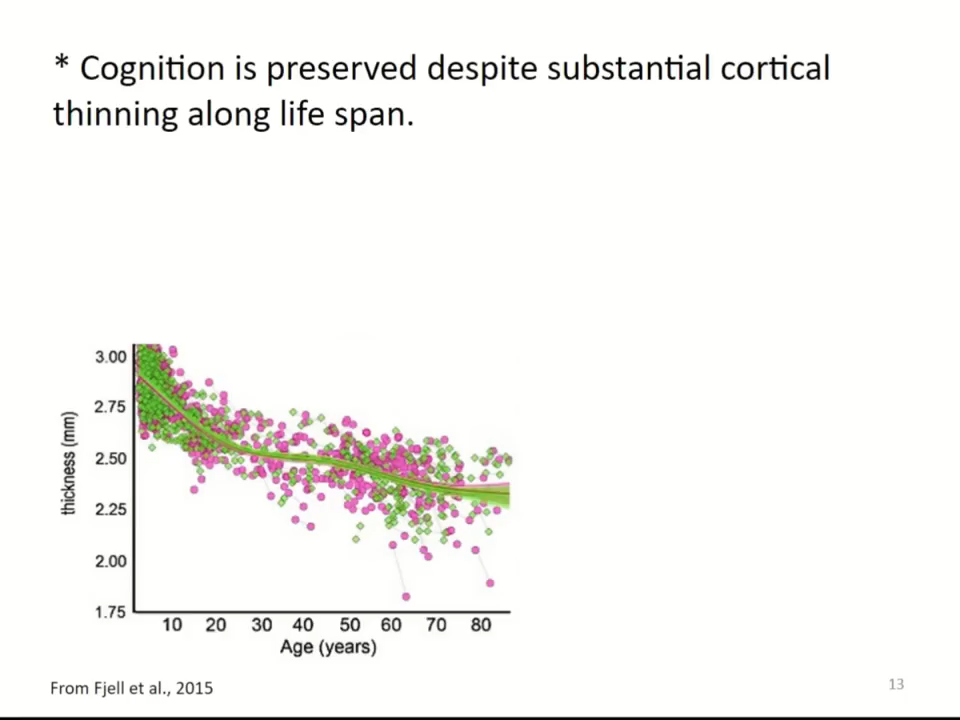 * Cognition is preserved despite substantial cortical
thinning along life span.
3.00
2.75
2.50
2.25
2.00
1.75
thickness (mm)
10 20 30 40 50 60 70 80
Age (years)
From Fjell et al., 2015
13